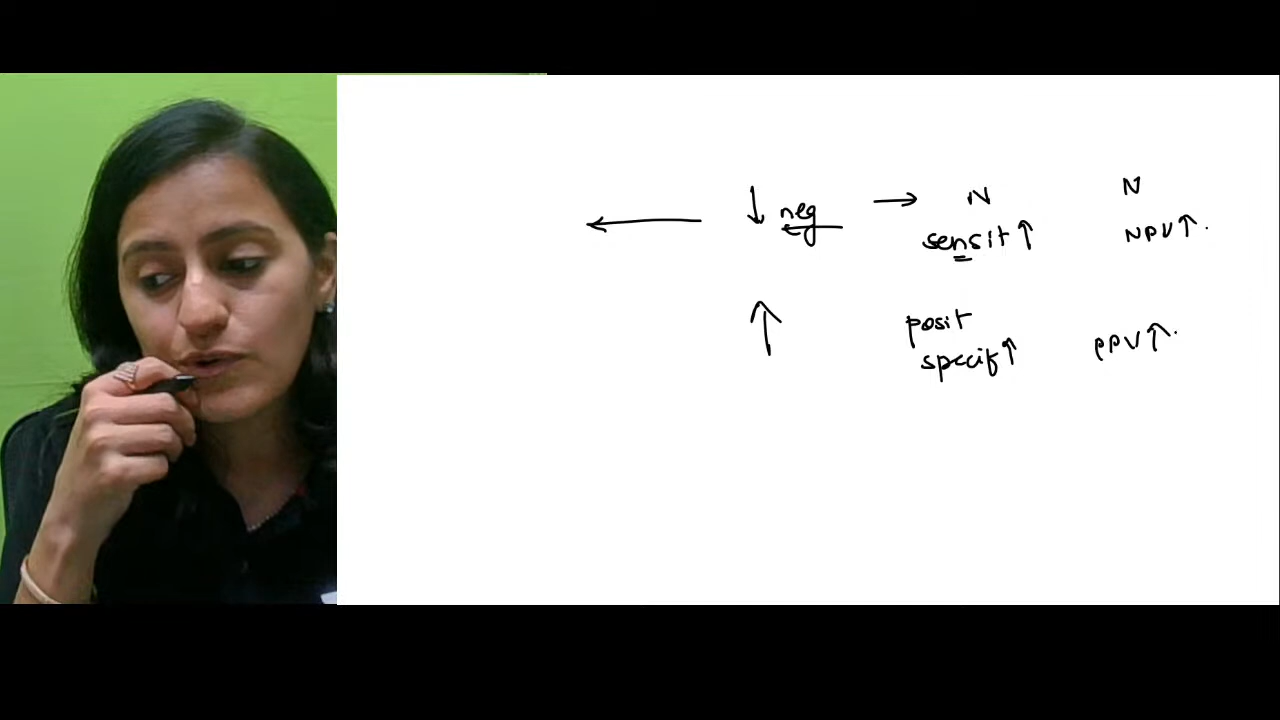 ↓ neg → N N
← sensit ↑ NPV ↑.
↑ posit
specif ↑ PPV ↑.